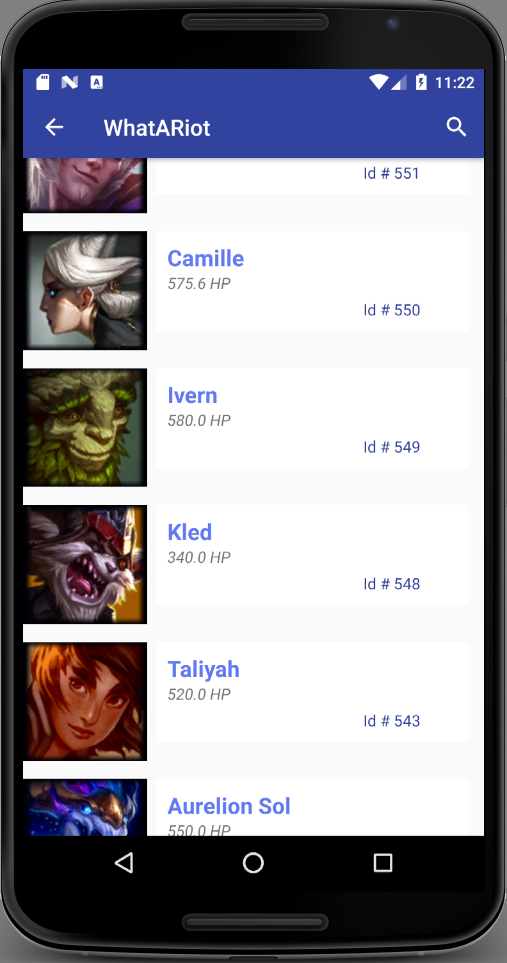 11:22
WhatARiot
Id # 551
Camille
575.6 HP
Id # 550
Ivern
580.0 HP
Id # 549
Kled
340.0 HP
Id # 548
Taliyah
520.0 HP
Id # 543
Aurelion Sol
550.0 HP